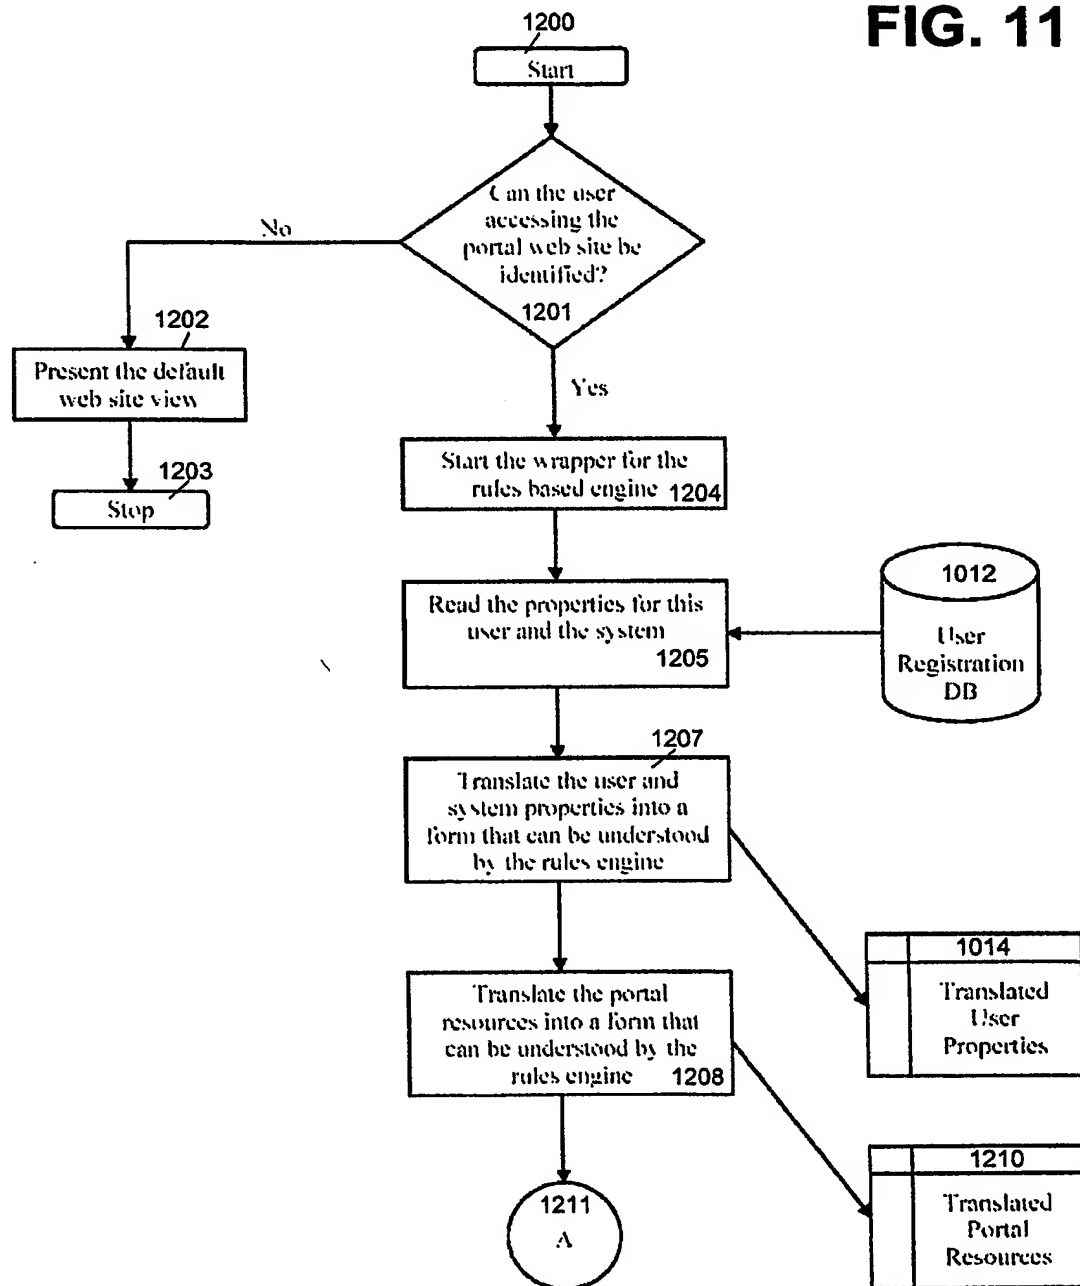 FIG. 11
1200
Start
Can the user
accessing the
portal web site be
identified?
1201
No
Yes
1202
Present the default
web site view
1203
Stop
Start the wrapper for the
rules based engine 1204
Read the properties for this
user and the system
1205
1012
User
Registration
DB
1207
Translate the user and
system properties into a
form that can be understood
by the rules engine
1014
Translated
User
Properties
Translate the portal
resources into a form that
can be understood by the
rules engine 1208
1210
Translated
Portal
Resources
1211
A